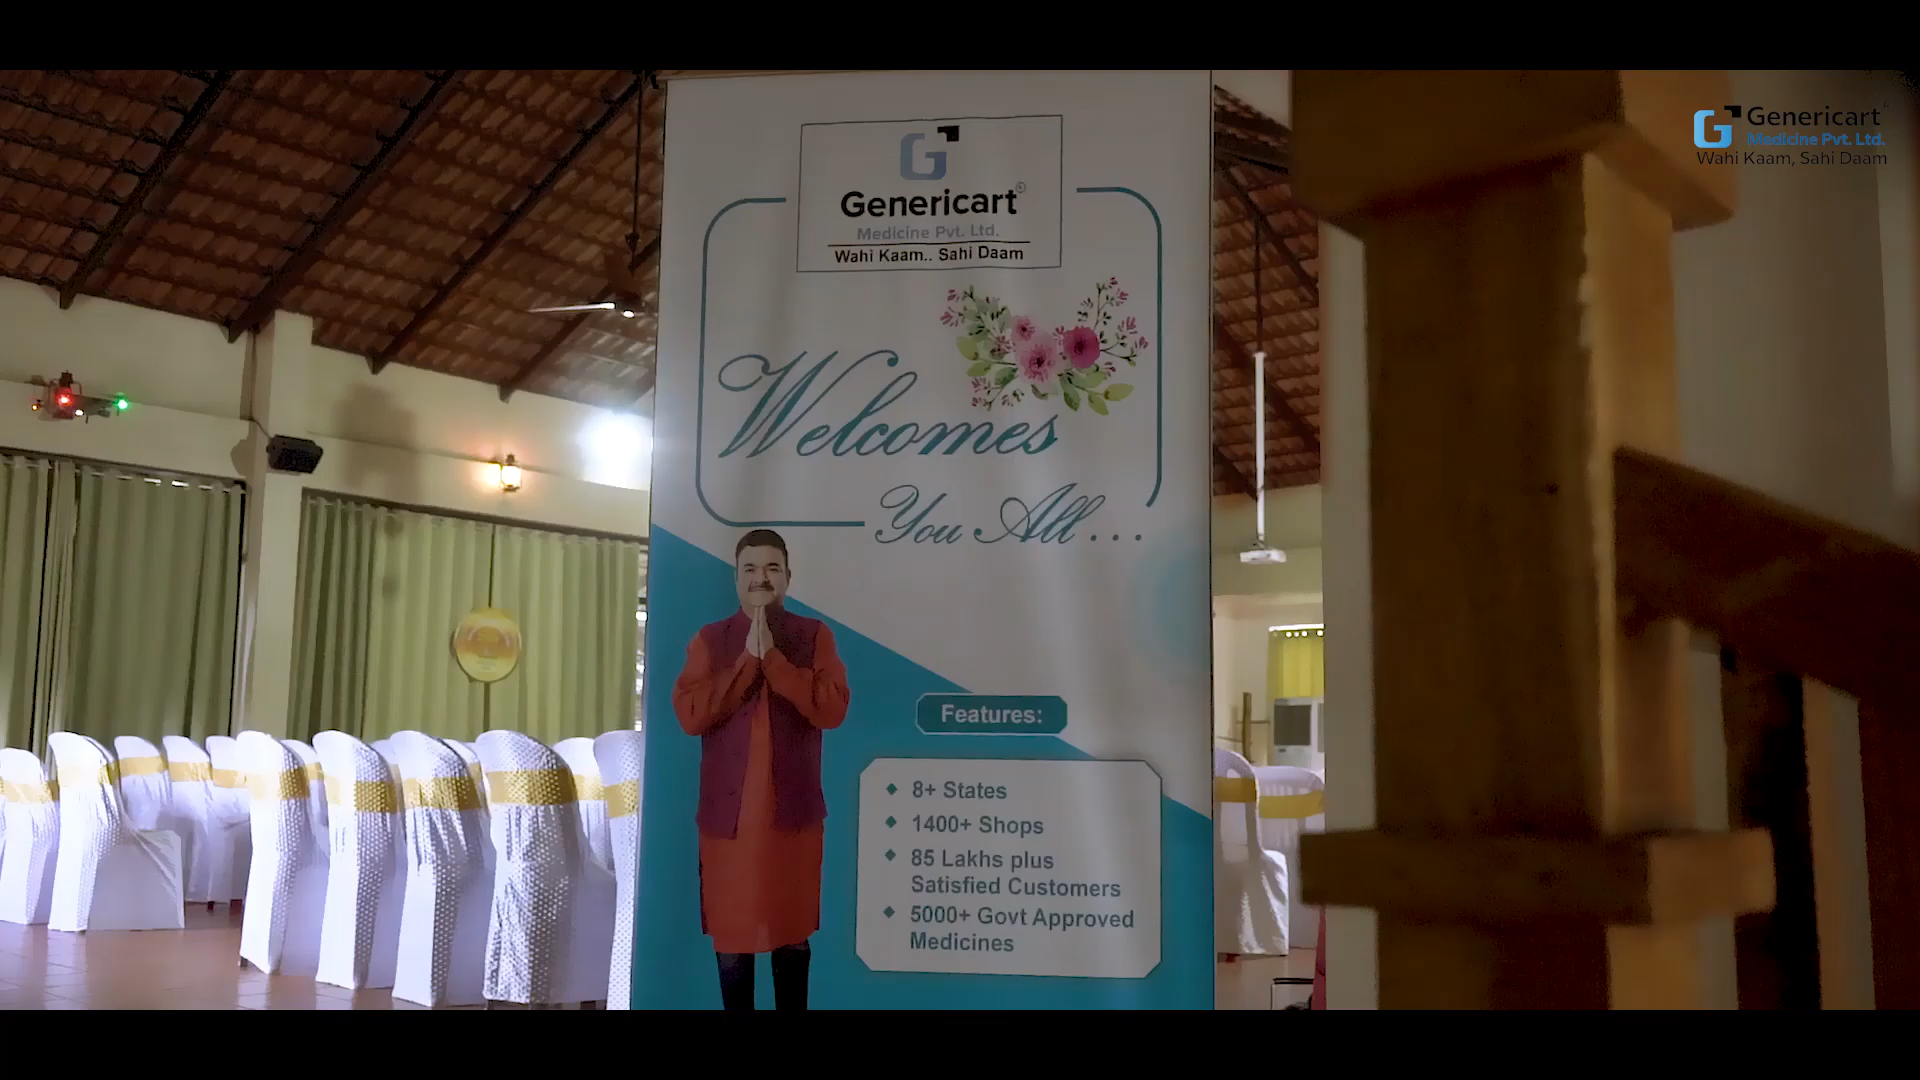 Genericart
Medicine Pvt. Ltd.
Wahi Kaam.. Sahi Daam
Welcomes
You All...
Features:
8+ States
1400+ Shops
85 Lakhs plus
Satisfied Customers
5000+ Govt Approved
Medicines
Genericart
Medicine Pvt. Ltd.
Wahi Kaam, Sahi Daam